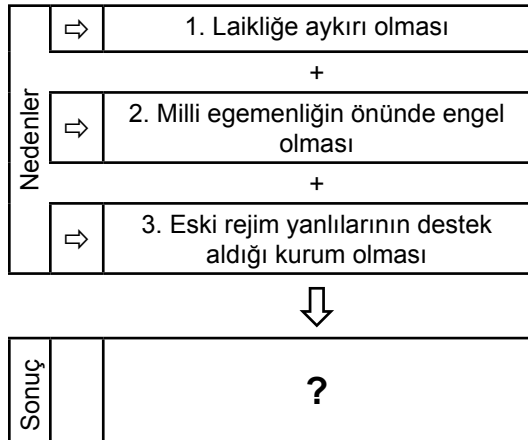 Nedenler
⇨ 1. Laikliğe aykırı olması
+
⇨ 2. Milli egemenliğin önünde engel
olması
+
⇨ 3. Eski rejim yanlılarının destek
aldığı kurum olması
⇩
Sonuç
?